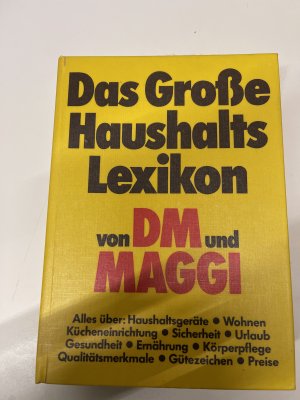 Das Große
Haushalts
Lexikon
von DM und
MAGGI
Alles über: Haushaltsgeräte • Wohnen
Kücheneinrichtung • Sicherheit • Urlaub
Gesundheit • Ernährung • Körperpflege
Qualitätsmerkmale • Gütezeichen • Preise